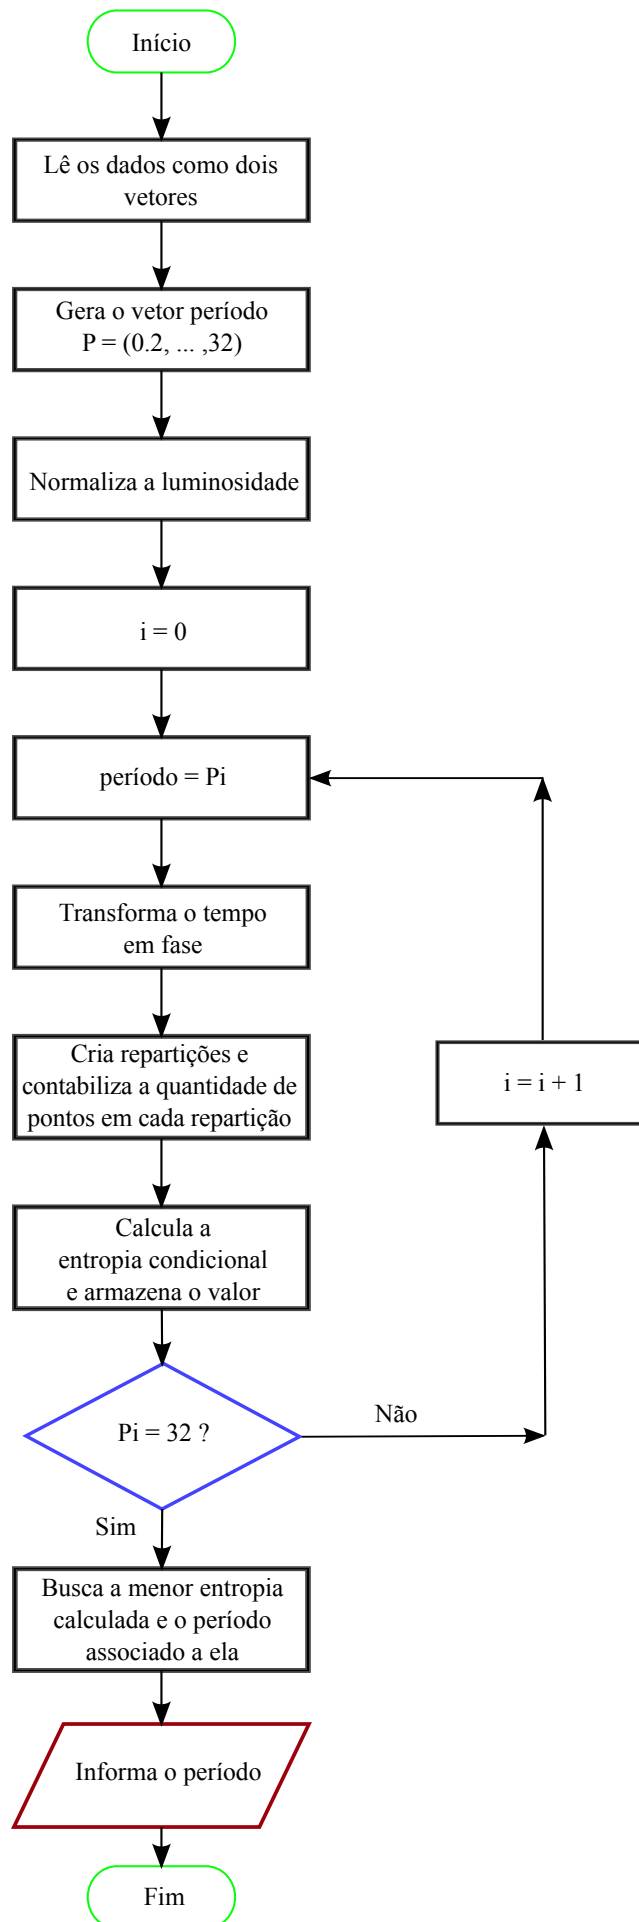 Início
Lê os dados como dois
vetores
Gera o vetor período
P = (0.2, ... ,32)
Normaliza a luminosidade
i = 0
período = Pi
Transforma o tempo
em fase
Cria repartições e
contabiliza a quantidade de
pontos em cada repartição
i = i + 1
Calcula a
entropia condicional
e armazena o valor
Pi = 32 ?
Não
Sim
Busca a menor entropia
calculada e o período
associado a ela
Informa o período
Fim